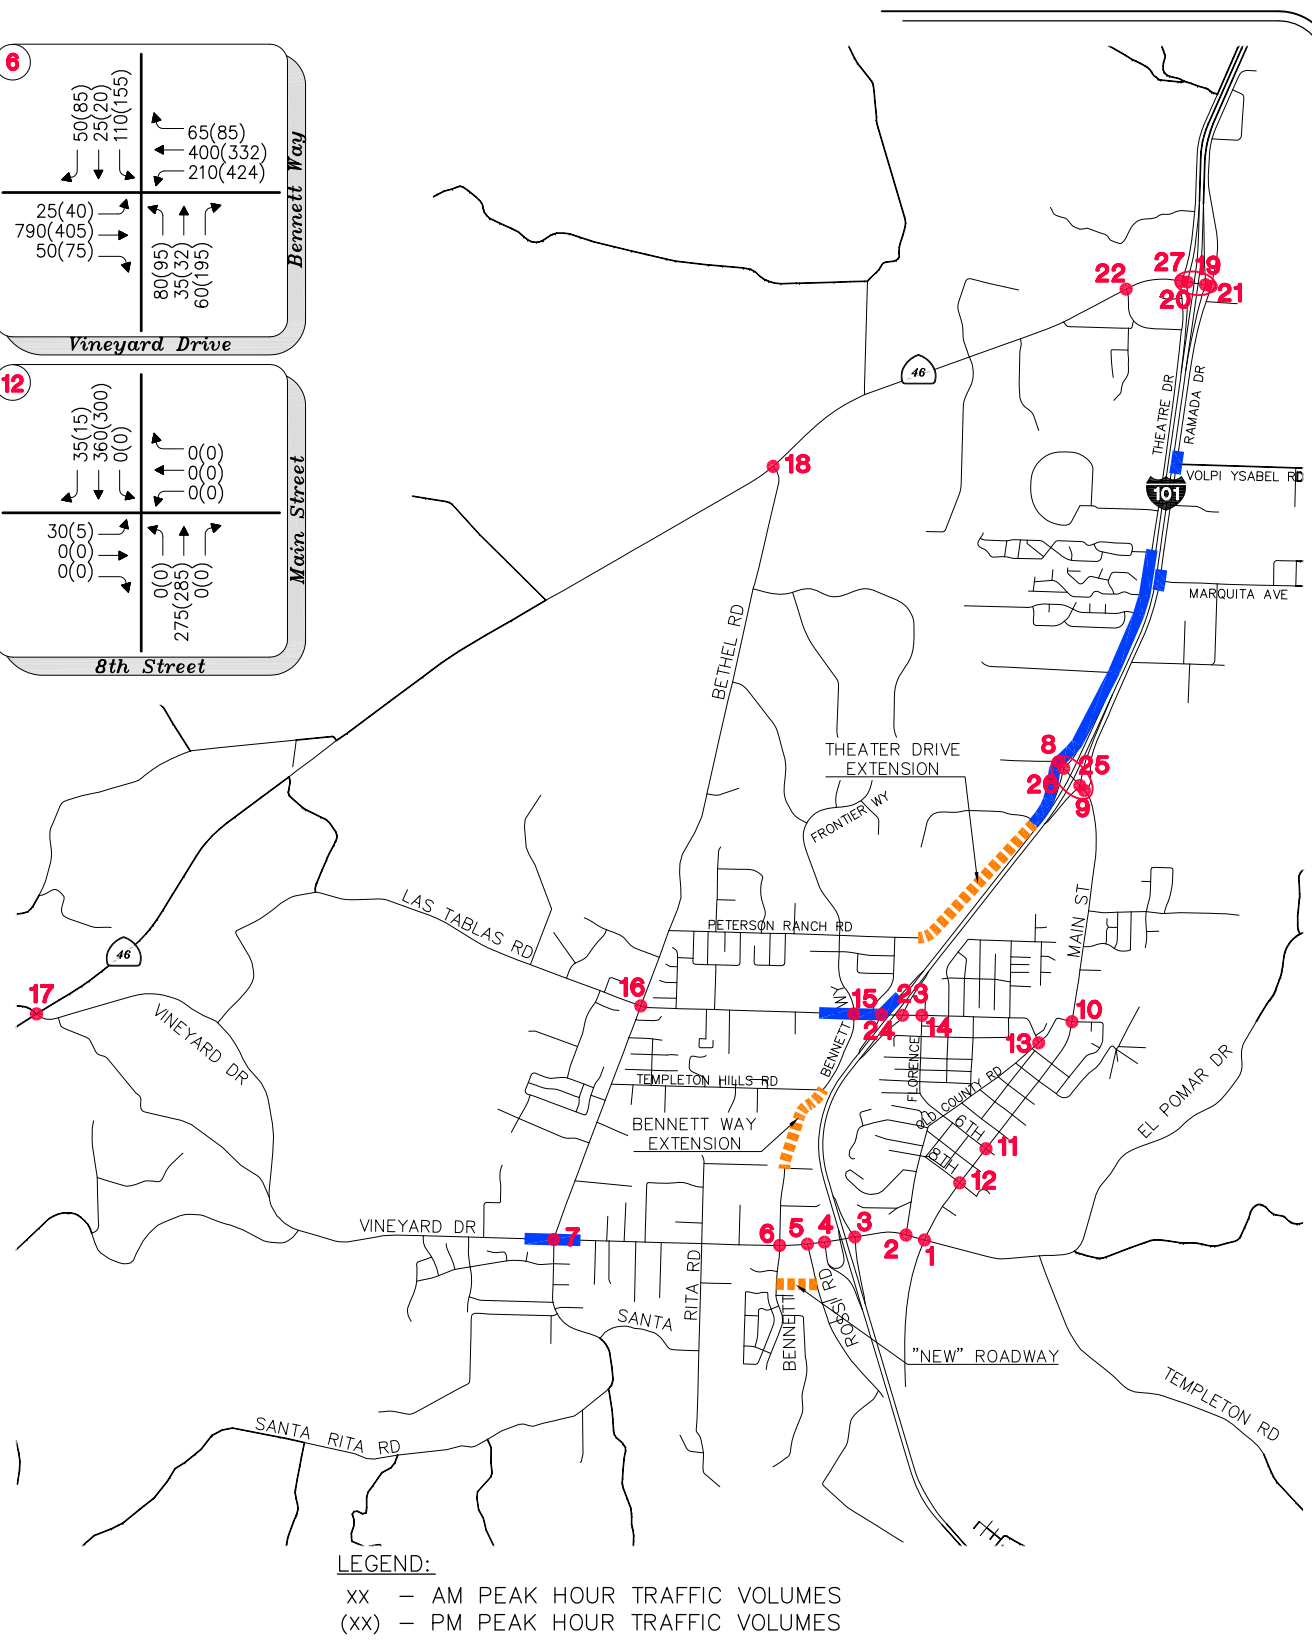 6
50(85)
25(20)
110(155)
65(85)
400(332)
210(424)
25(40)
790(405)
50(75)
80(95)
35(32)
60(195)
Bennett Way
Vineyard Drive
12
35(15)
360(300)
0(0)
0(0)
0(0)
0(0)
30(5)
0(0)
0(0)
0(0)
275(285)
0(0)
Main Street
8th Street
22
27
19
20
21
46
THEATRE DR
RAMADA DR
18
VOLPI YSABEL RD
101
MARQUITA AVE
BETHEL RD
THEATER DRIVE
EXTENSION
8
25
26
9
FRONTIER WY
LAS TABLAS RD
PETERSON RANCH RD
MAIN ST
46
17
VINEYARD DR
16
15
23
24
14
10
13
BENNETT WY
FLORENCE
TEMPLETON HILLS RD
OLD COUNTY RD
EL POMAR DR
BENNETT WAY
EXTENSION
6TH
11
8TH
12
VINEYARD DR
7
6
5
4
3
2
1
SANTA
RITA RD
BENNETT
ROSSI RD
"NEW" ROADWAY
TEMPLETON RD
SANTA RITA RD
LEGEND:
XX – AM PEAK HOUR TRAFFIC VOLUMES
(XX) – PM PEAK HOUR TRAFFIC VOLUMES